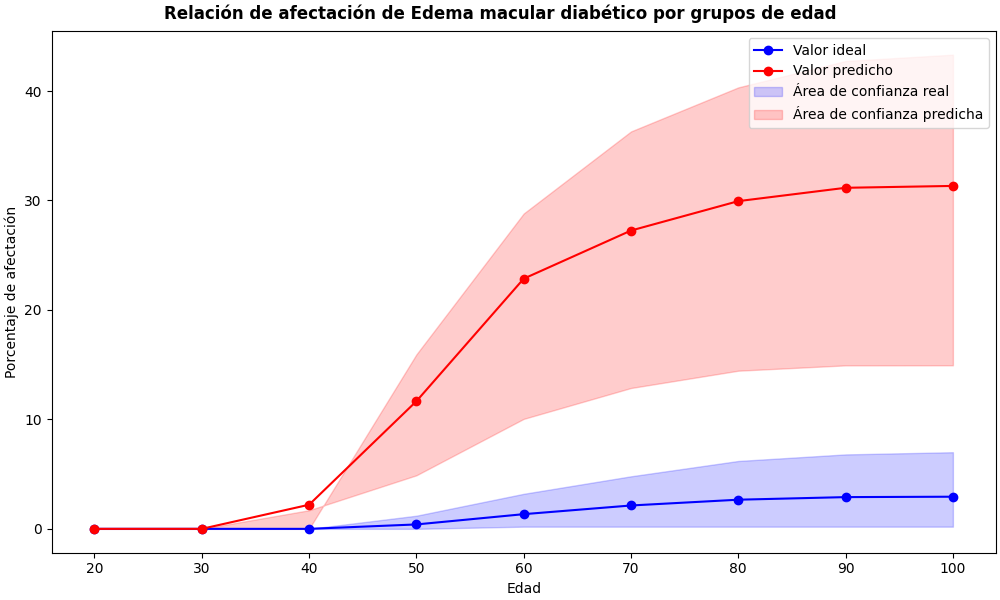 Relación de afectación de Edema macular diabético por grupos de edad
Valor ideal
Valor predicho
Área de confianza real
Área de confianza predicha
Porcentaje de afectación
40
30
20
10
0
20 30 40 50 60 70 80 90 100
Edad